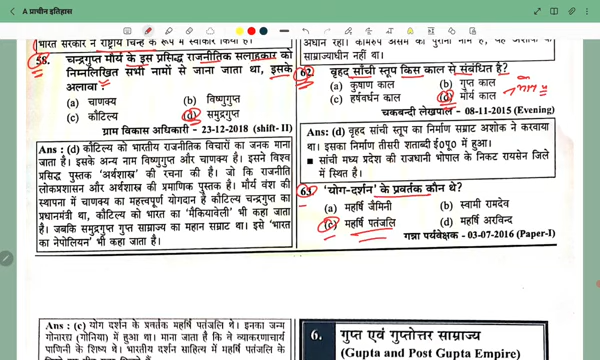 A प्राचीन इतिहास
भारत सरकार ने राष्ट्रीय चिन्ह के रूप में स्वीकार किया है।
58. चन्द्रगुप्त मौर्य के इस प्रसिद्ध राजनीतिक सलाहकार को
निम्नलिखित सभी नामों से जाना जाता था, इसके
अलावा ?
(a) चाणक्य (b) विष्णुगुप्त
(c) कौटिल्य (d) समुद्रगुप्त
ग्राम विकास अधिकारी - 23-12-2018 (shift-II)
Ans : (d) कौटिल्य को भारतीय राजनीतिक विचारों का जनक माना
जाता है। इसके अन्य नाम विष्णुगुप्त और चाणक्य है। इसने विश्व
प्रसिद्ध पुस्तक 'अर्थशास्त्र' की रचना की है। जो कि राजनीति
लोकप्रशासन और अर्थशास्त्र की प्रमाणिक पुस्तक है। मौर्य वंश की
स्थापना में चाणक्य का महत्वपूर्ण योगदान है कौटिल्य चन्द्रगुप्त का
प्रधानमंत्री था, कौटिल्य को भारत का 'मैकियावेली' भी कहा जाता
है। जबकि समुद्रगुप्त गुप्त साम्राज्य का महान सम्राट था। इसे 'भारत
का नेपोलियन' भी कहा जाता है।
Ans : (c) योग दर्शन के प्रवर्तक महर्षि पतंजलि थे। इनका जन्म
गोनारद्य (गोनिया) में हुआ था। माना जाता है कि वे व्याकरणाचार्य
पाणिनी के शिष्य थे। भारतीय दर्शन साहित्य में महर्षि पतंजलि के
अधीन रहा। कामरुप असम का पुराना नाम है,
साम्राज्याधीन नहीं था।
62. वृहद सांची स्तूप किस काल से संबंधित है?
(a) कुषाण काल (b) गुप्त काल
(c) हर्षवर्धन काल (d) मौर्य काल
चकबन्दी लेखपाल - 08-11-2015 (Evening)
Ans: (d) वृहद सांची स्तूप का निर्माण सम्राट अशोक ने करवाया
था। इसका निर्माण तीसरी शताब्दी ई०पू० में हुआ।
■ सांची मध्य प्रदेश की राजधानी भोपाल के निकट रायसेन जिले
में स्थित है।
63. 'योग-दर्शन' के प्रवर्तक कौन थे?
(a) महर्षि जैमिनी (b) स्वामी रामदेव
(c) महर्षि पतंजलि (d) महर्षि अरविन्द
गन्ना पर्यवेक्षक - 03-07-2016 (Paper-I)
6. गुप्त एवं गुप्तोत्तर साम्राज्य
(Gupta and Post Gupta Empire)